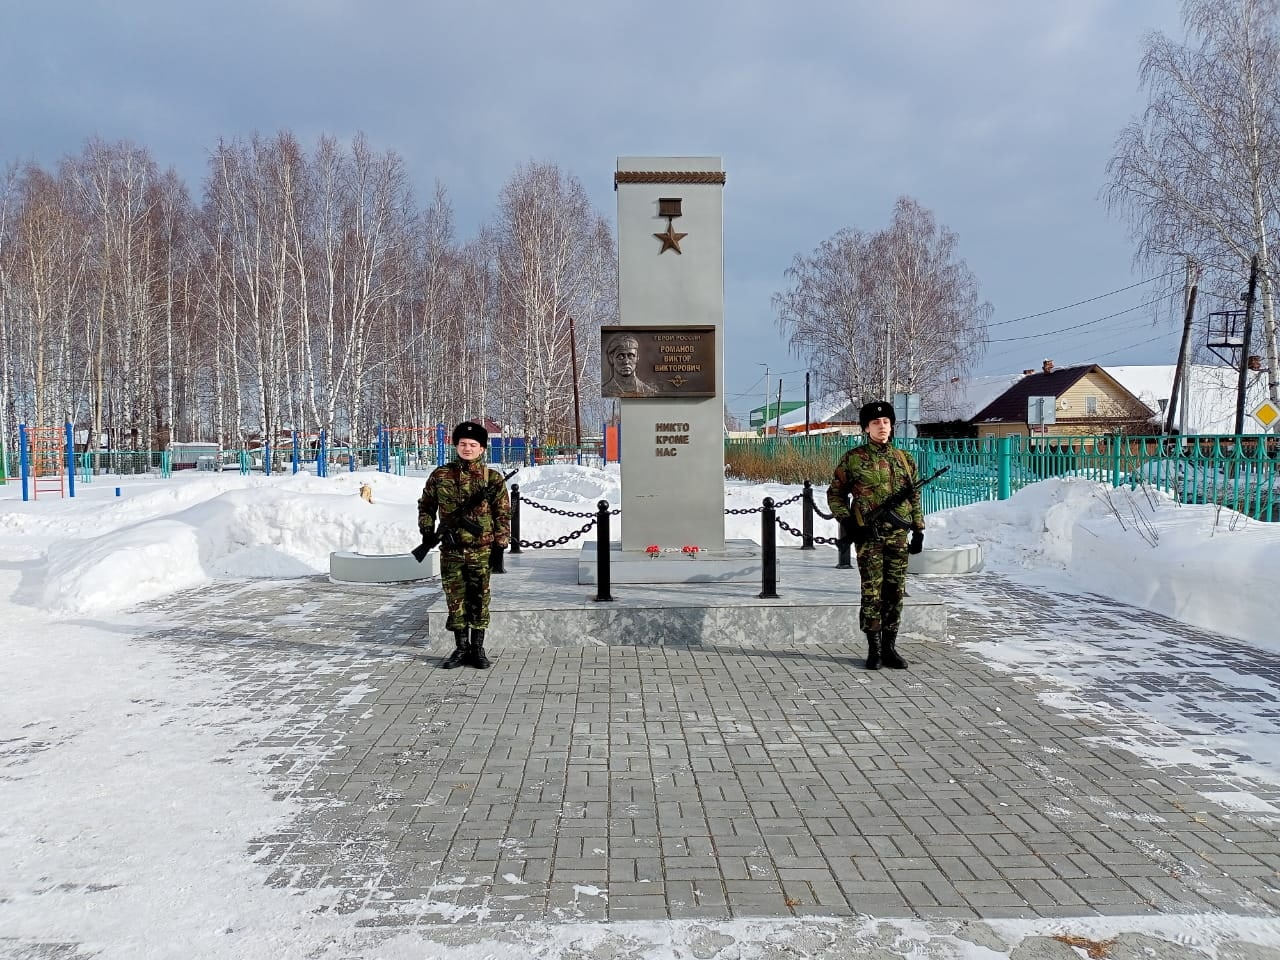 ГЕРОЙ РОССИИ
РОМАНОВ
ВИКТОР
ВИКТОРОВИЧ
НИКТО
КРОМЕ
НАС